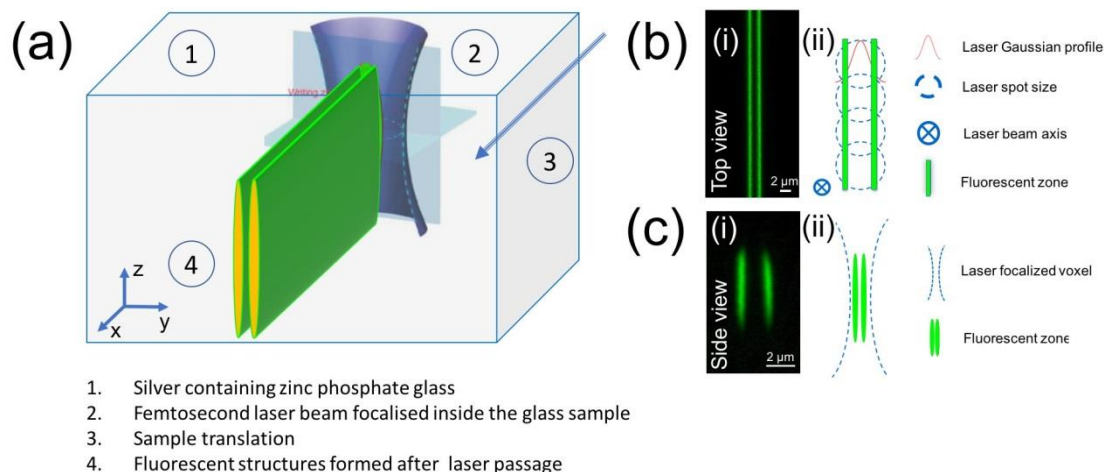 (a)
1
2
Writing z
3
4
z
x
y
1. Silver containing zinc phosphate glass
2. Femtosecond laser beam focalised inside the glass sample
3. Sample translation
4. Fluorescent structures formed after laser passage
(b)
(i)
Top view
2 µm
(ii)
Laser Gaussian profile
Laser spot size
Laser beam axis
Fluorescent zone
(c)
(i)
Side view
2 µm
(ii)
Laser focalized voxel
Fluorescent zone